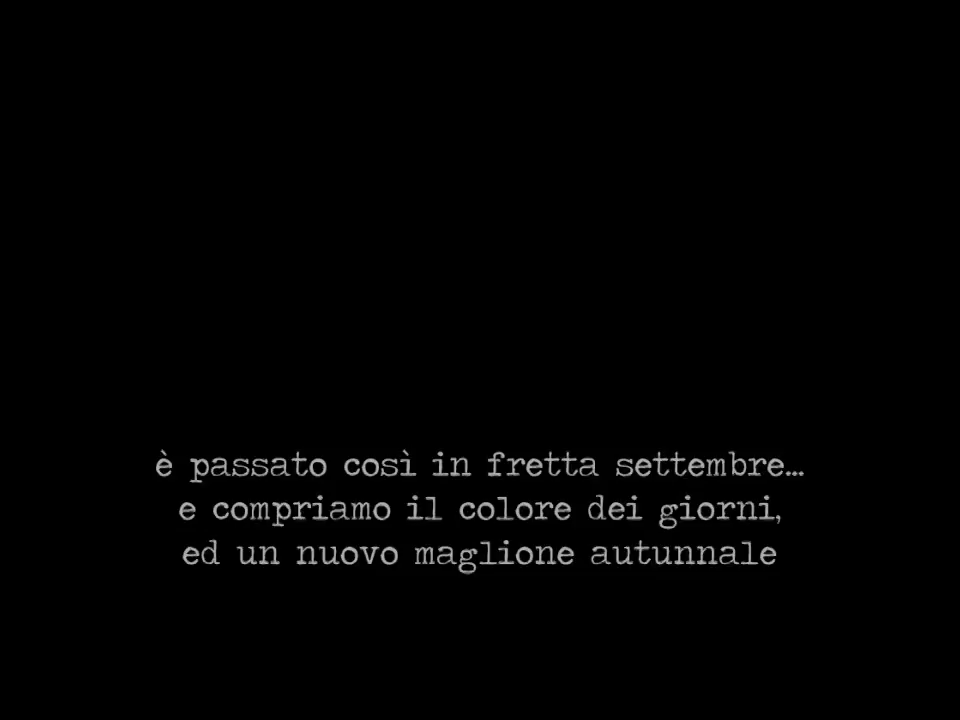 è passato così in fretta settembre...
e compriamo il colore dei giorni,
ed un nuovo maglione autunnale